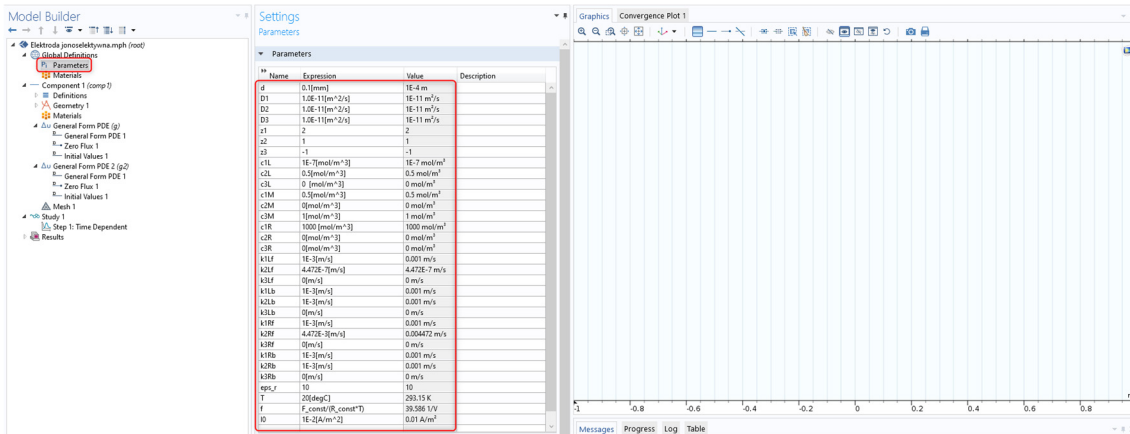 Model Builder
Elektroda jonoselektywna.mph (root)
Global Definitions
Pi Parameters
Materials
Component 1 (comp1)
Definitions
Geometry 1
Materials
Δu General Form PDE (g)
General Form PDE 1
Zero Flux 1
Initial Values 1
Δu General Form PDE 2 (g2)
General Form PDE 1
Zero Flux 1
Initial Values 1
Mesh 1
Study 1
Step 1: Time Dependent
Results
Settings
Parameters
Parameters
Name Expression Value Description
d 0.1[mm] 1E-4 m
D1 1.0E-11[m^2/s] 1E-11 m²/s
D2 1.0E-11[m^2/s] 1E-11 m²/s
D3 1.0E-11[m^2/s] 1E-11 m²/s
z1 2 2
z2 1 1
z3 -1 -1
c1L 1E-7[mol/m^3] 1E-7 mol/m³
c2L 0.5[mol/m^3] 0.5 mol/m³
c3L 0 [mol/m^3] 0 mol/m³
c1M 0.5[mol/m^3] 0.5 mol/m³
c2M 0[mol/m^3] 0 mol/m³
c3M 1[mol/m^3] 1 mol/m³
c1R 1000 [mol/m^3] 1000 mol/m³
c2R 0[mol/m^3] 0 mol/m³
c3R 0[mol/m^3] 0 mol/m³
k1Lf 1E-3[m/s] 0.001 m/s
k2Lf 4.472E-7[m/s] 4.472E-7 m/s
k3Lf 0[m/s] 0 m/s
k1Lb 1E-3[m/s] 0.001 m/s
k2Lb 1E-3[m/s] 0.001 m/s
k3Lb 0[m/s] 0 m/s
k1Rf 1E-3[m/s] 0.001 m/s
k2Rf 4.472E-3[m/s] 0.004472 m/s
k3Rf 0[m/s] 0 m/s
k1Rb 1E-3[m/s] 0.001 m/s
k2Rb 1E-3[m/s] 0.001 m/s
k3Rb 0[m/s] 0 m/s
eps_r 10 10
T 20[degC] 293.15 K
f F_const/(R_const*T) 39.586 1/V
I0 1E-2[A/m^2] 0.01 A/m²
Graphics Convergence Plot 1
-1 -0.8 -0.6 -0.4 -0.2 0 0.2 0.4 0.6 0.8
Messages Progress Log Table